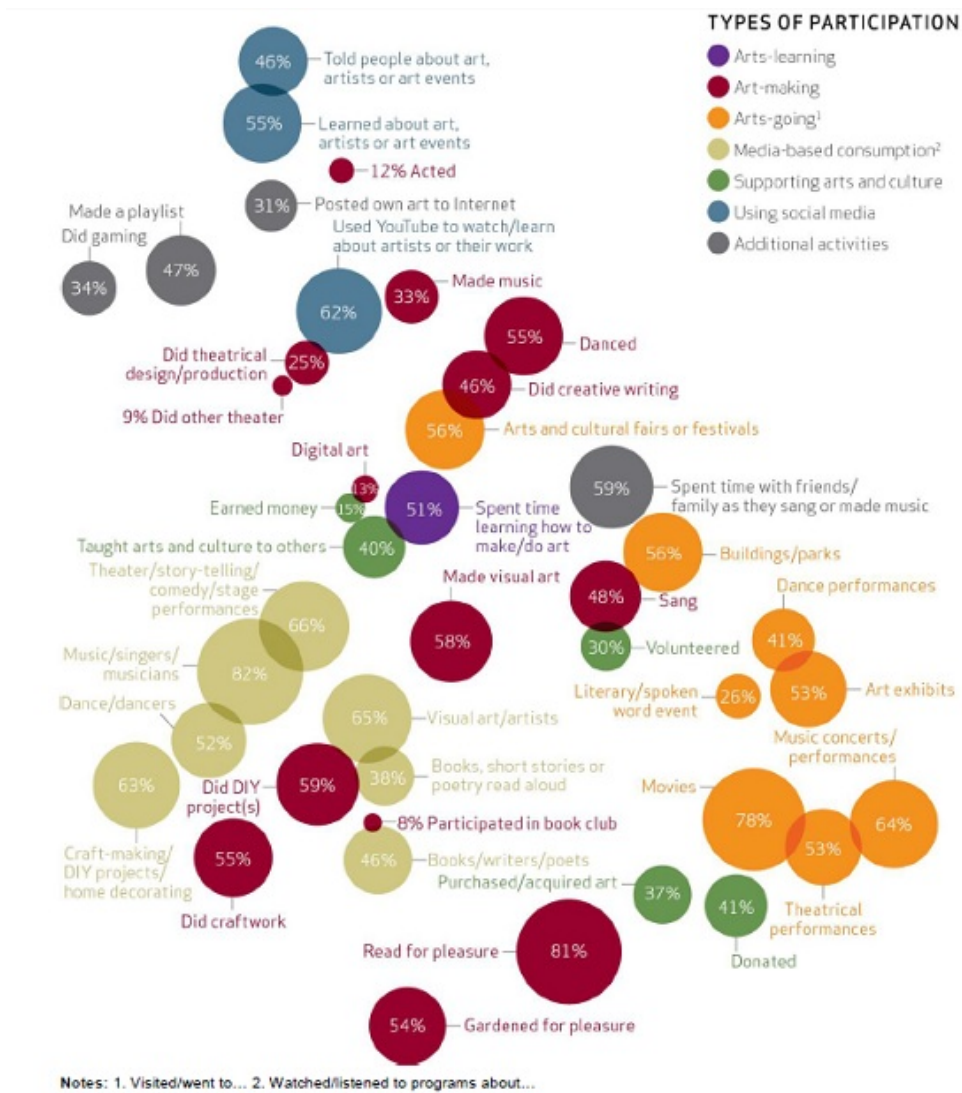 TYPES OF PARTICIPATION
Arts-learning
Art-making
Arts-going¹
Media-based consumption²
Supporting arts and culture
Using social media
Additional activities
46%
Told people about art,
artists or art events
55%
Learned about art,
artists or art events
12% Acted
31%
Posted own art to Internet
Made a playlist
47%
Did gaming
34%
Used YouTube to watch/learn
about artists or their work
62%
33%
Made music
55%
Danced
Did theatrical
design/production
25%
9% Did other theater
46%
Did creative writing
56%
Arts and cultural fairs or festivals
Digital art
13%
Earned money
15%
51%
Spent time
learning how to
make/do art
Taught arts and culture to others
40%
59%
Spent time with friends/
family as they sang or made music
56%
Buildings/parks
Theater/story-telling/
comedy/stage
performances
66%
Made visual art
58%
48%
Sang
30%
Volunteered
Dance performances
41%
Music/singers/
musicians
82%
Literary/spoken
word event
26%
53%
Art exhibits
Dance/dancers
52%
65%
Visual art/artists
63%
Craft-making/
DIY projects/
home decorating
Did DIY
project(s)
59%
38%
Books, short stories or
poetry read aloud
Movies
78%
Music concerts/
performances
64%
53%
Theatrical
performances
8% Participated in book club
55%
Did craftwork
46%
Books/writers/poets
Purchased/acquired art
37%
41%
Donated
Read for pleasure
81%
54%
Gardened for pleasure
Notes: 1. Visited/went to... 2. Watched/listened to programs about...